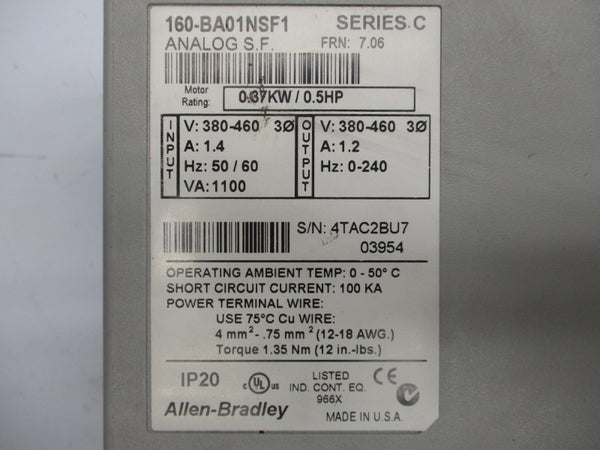 160-BA01NSF1 SERIES C
ANALOG S.F. FRN: 7.06
Motor Rating: 0.37KW / 0.5HP
INPUT
V: 380-460 3Ø
A: 1.4
Hz: 50 / 60
VA: 1100
OUTPUT
V: 380-460 3Ø
A: 1.2
Hz: 0-240
S/N: 4TAC2BU7
03954
OPERATING AMBIENT TEMP: 0 - 50° C
SHORT CIRCUIT CURRENT: 100 KA
POWER TERMINAL WIRE:
USE 75°C Cu WIRE:
4 mm² - .75 mm² (12-18 AWG.)
Torque 1.35 Nm (12 in.-lbs.)
IP20
c UL us
LISTED
IND. CONT. EQ.
966X
CE
Allen-Bradley
MADE IN U.S.A.